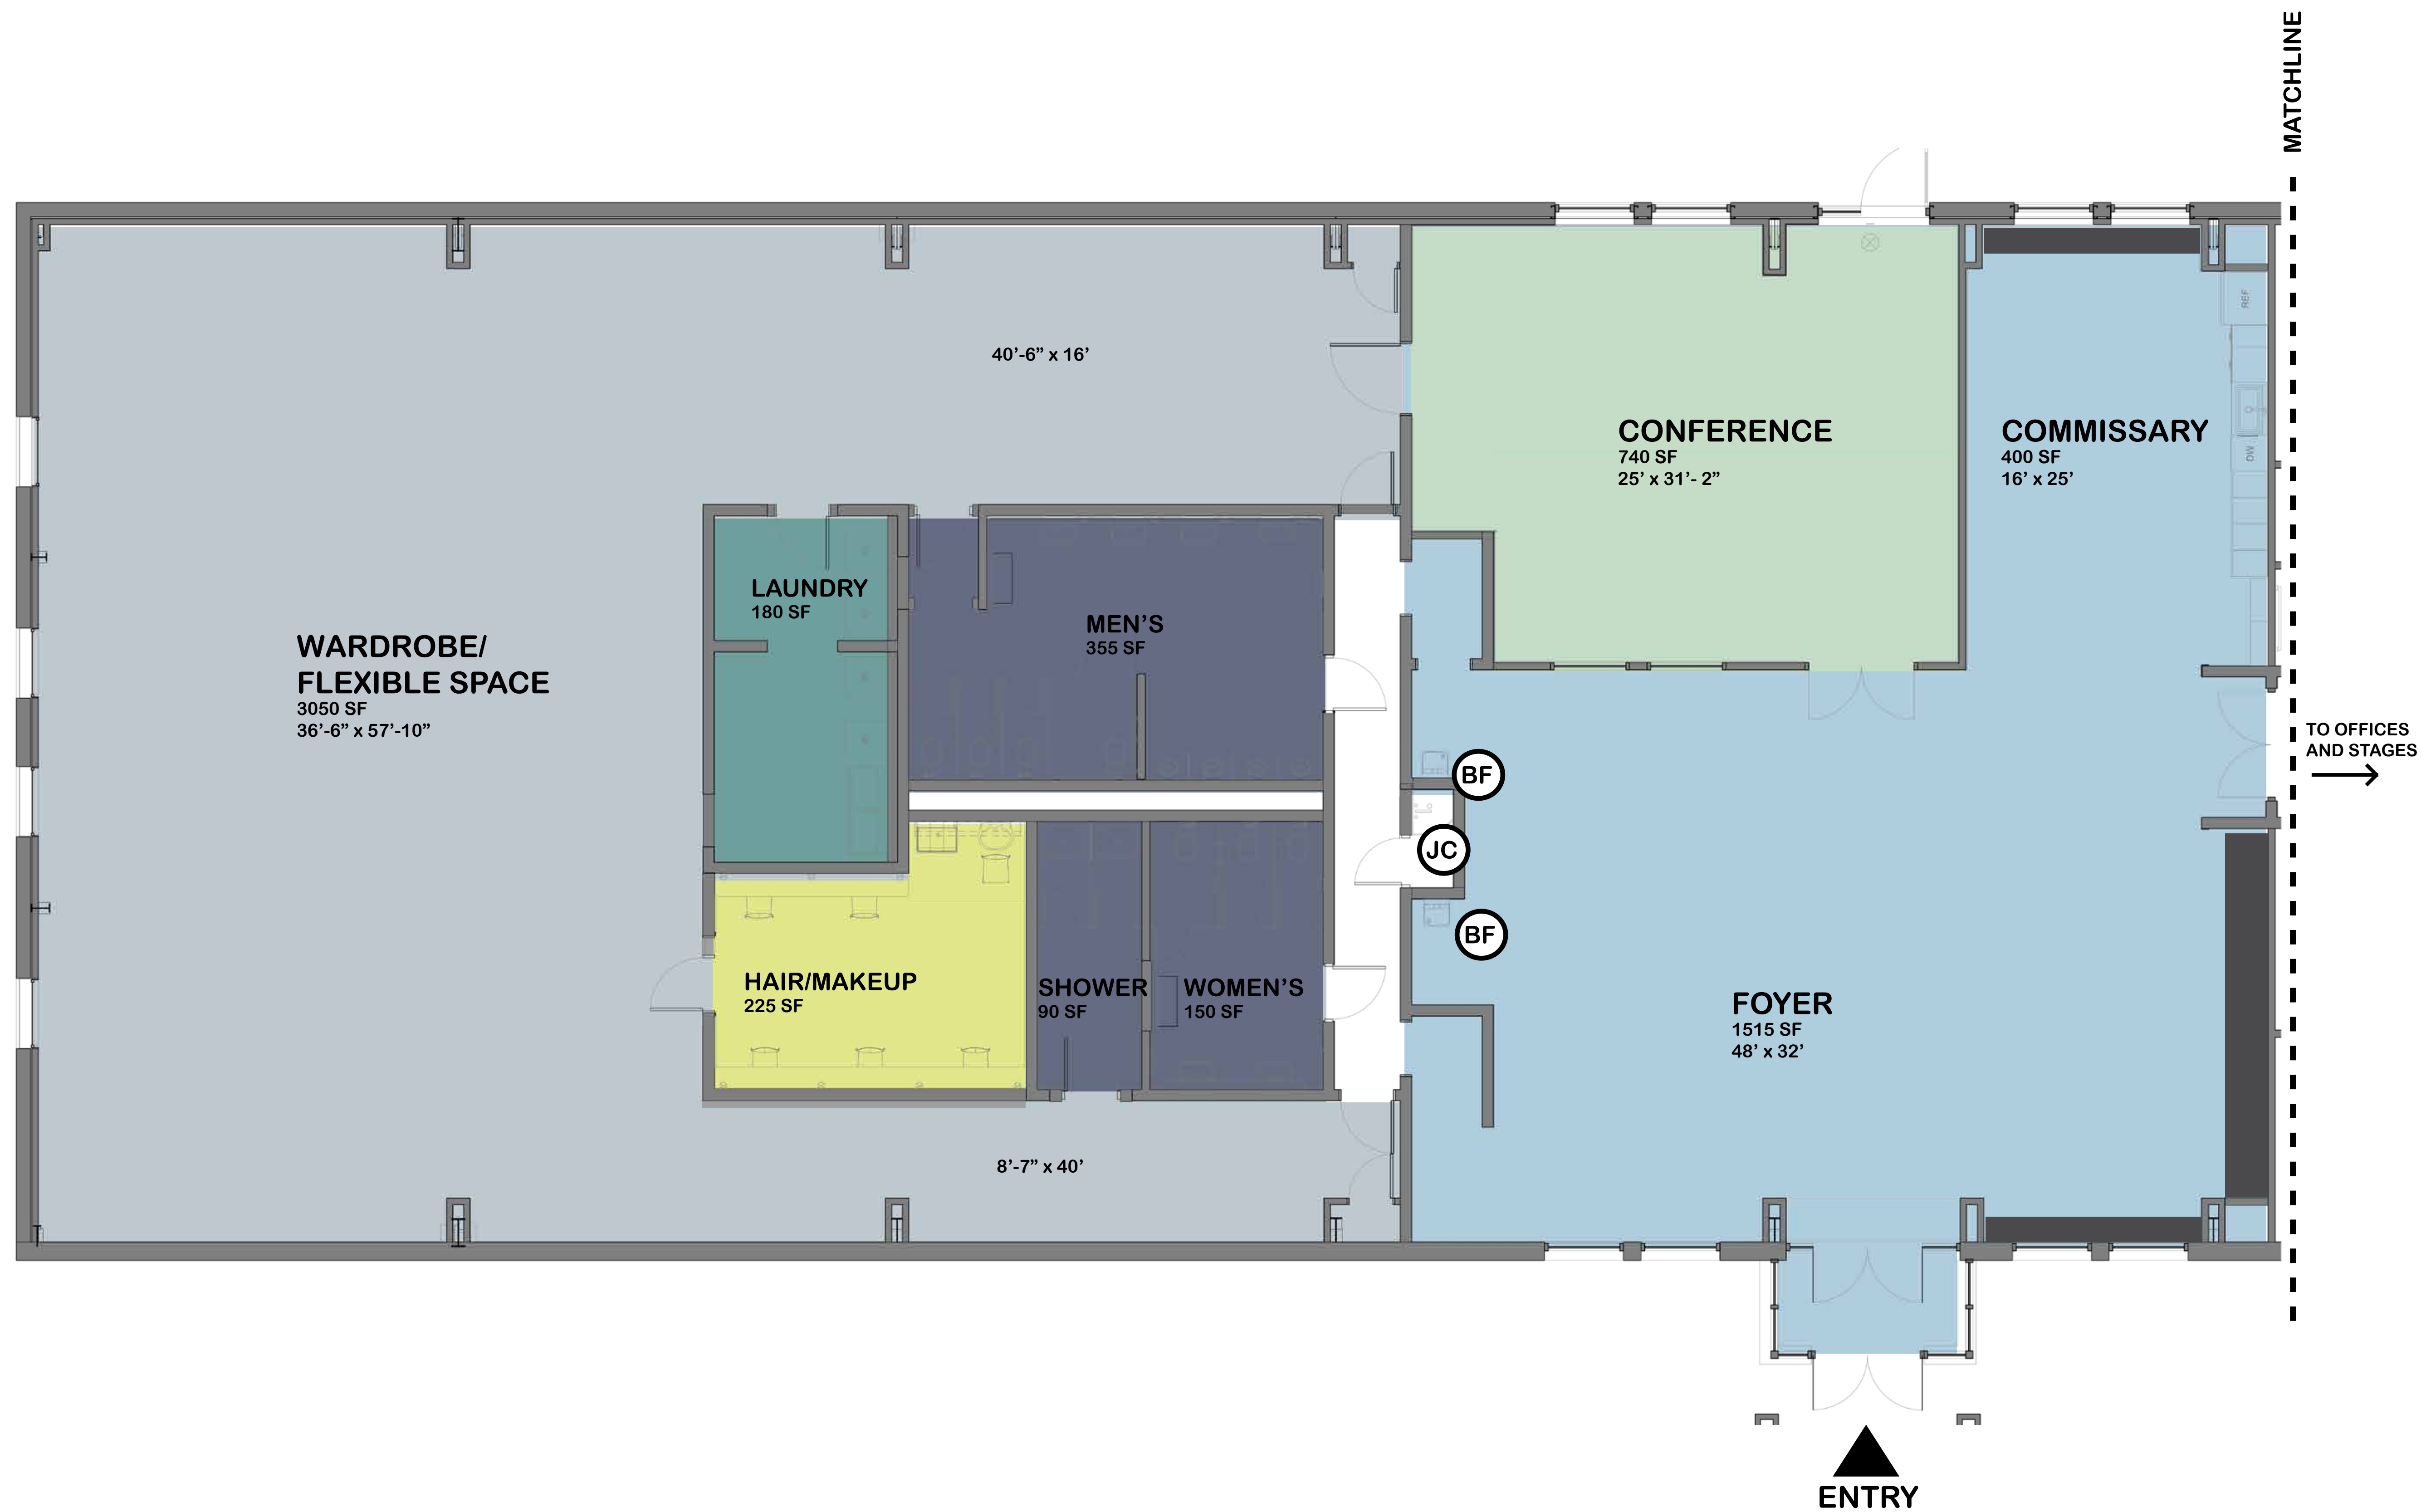 MATCHLINE
40'-6” x 16'
CONFERENCE
740 SF
25' x 31'- 2”
COMMISSARY
400 SF
16' x 25'
REF
DW
LAUNDRY
180 SF
MEN’S
355 SF
WARDROBE/
FLEXIBLE SPACE
3050 SF
36’-6” x 57’-10”
TO OFFICES
AND STAGES
BF
JC
BF
HAIR/MAKEUP
225 SF
SHOWER
90 SF
WOMEN’S
150 SF
FOYER
1515 SF
48’ x 32’
8’-7” x 40’
ENTRY